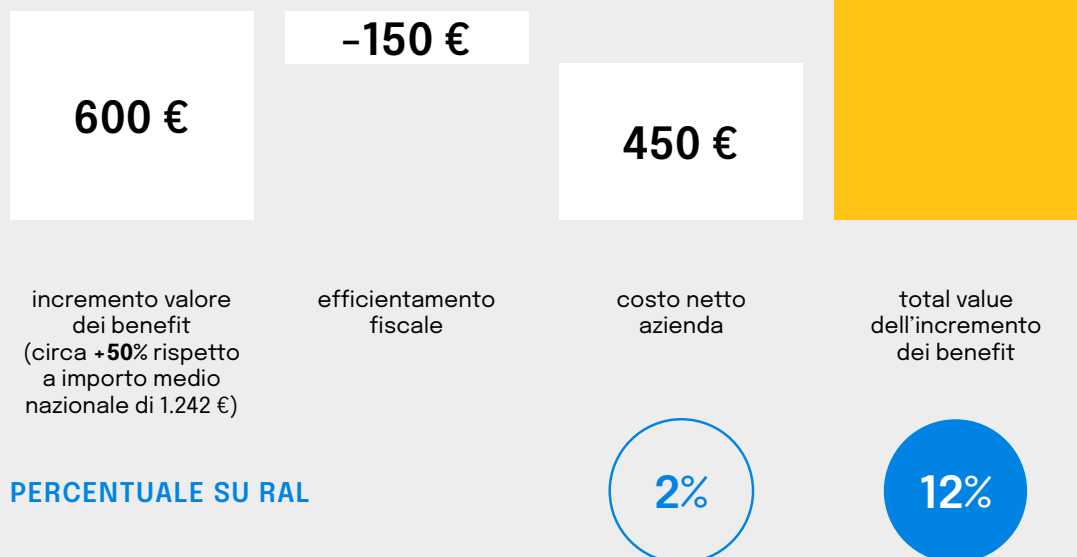 600 €
–150 €
450 €
incremento valore
dei benefit
(circa +50% rispetto
a importo medio
nazionale di 1.242 €)
efficientamento
fiscale
costo netto
azienda
total value
dell'incremento
dei benefit
PERCENTUALE SU RAL
2%
12%